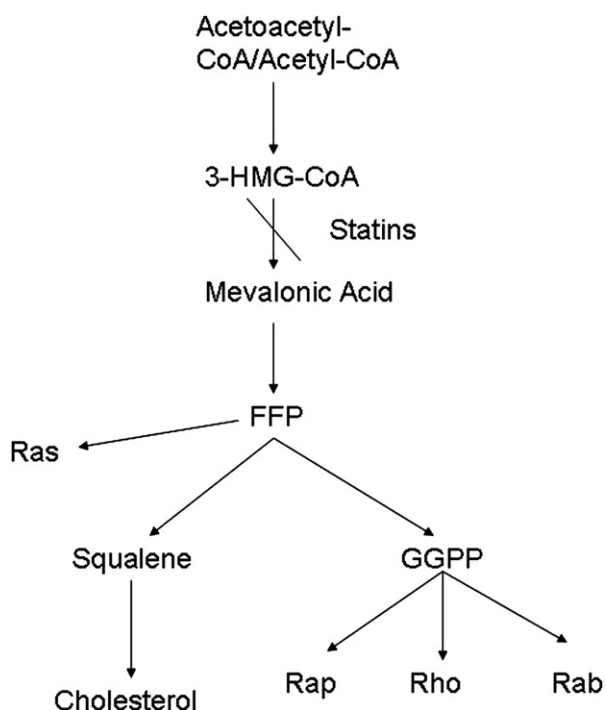 Acetoacetyl-
CoA/Acetyl-CoA
3-HMG-CoA
Statins
Mevalonic Acid
FFP
Ras
Squalene
GGPP
Rap
Rho
Rab
Cholesterol